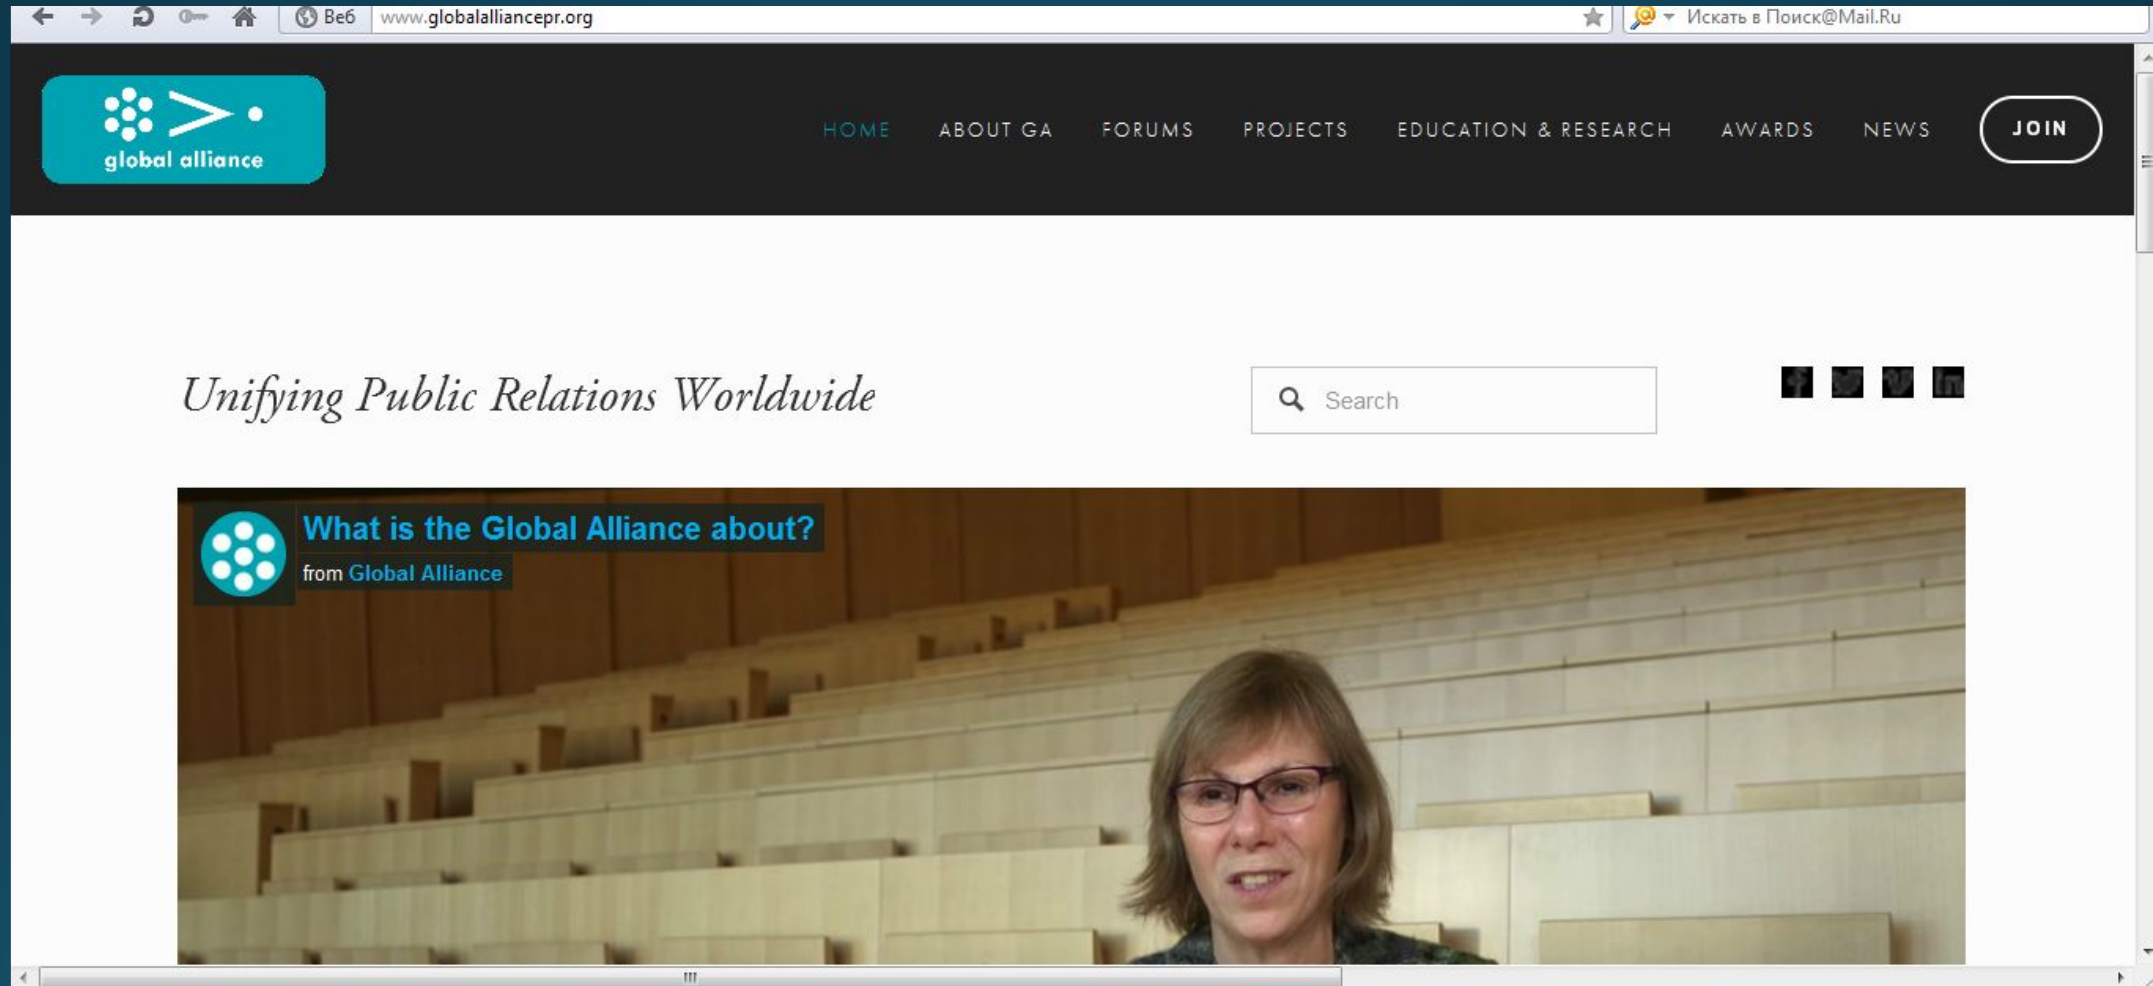 Веб www.globalalliancepr.org Искать в Поиск@Mail.Ru
global alliance
HOME ABOUT GA FORUMS PROJECTS EDUCATION & RESEARCH AWARDS NEWS JOIN
Unifying Public Relations Worldwide
Search
What is the Global Alliance about?
from Global Alliance